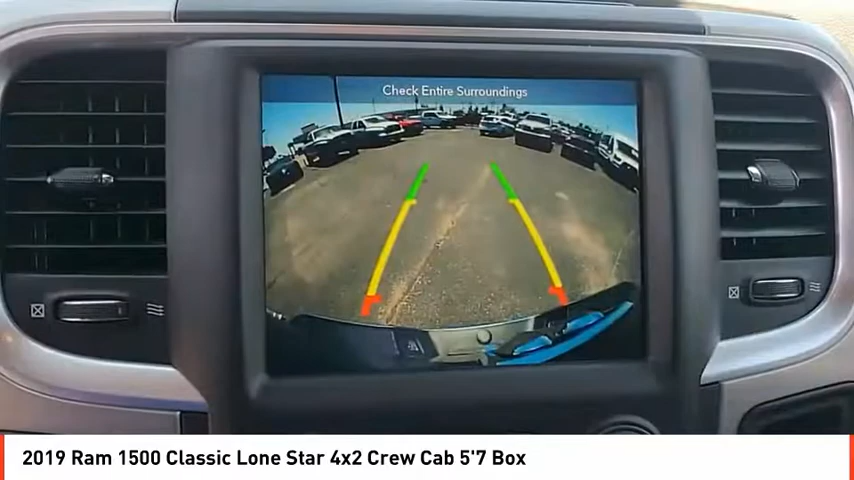 Check Entire Surroundings
2019 Ram 1500 Classic Lone Star 4x2 Crew Cab 5'7 Box